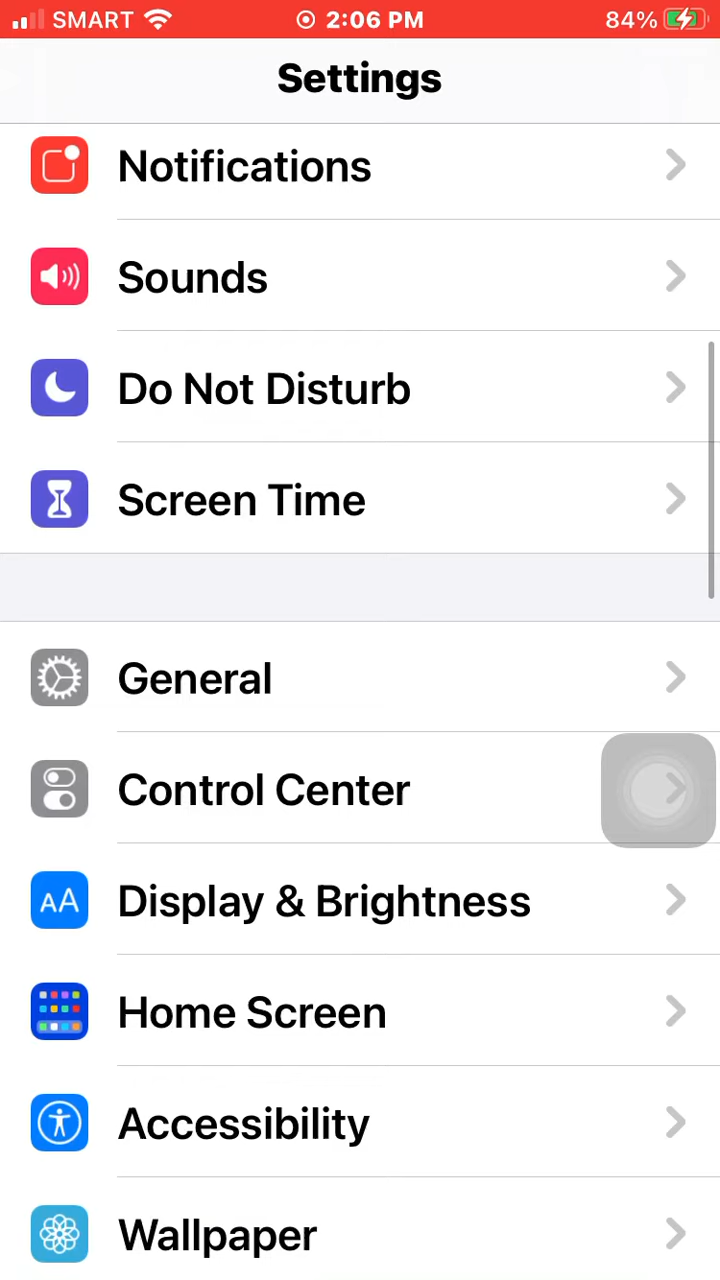 SMART 2:06 PM 84%
Settings
Notifications
Sounds
Do Not Disturb
Screen Time
General
Control Center
AA Display & Brightness
Home Screen
Accessibility
Wallpaper